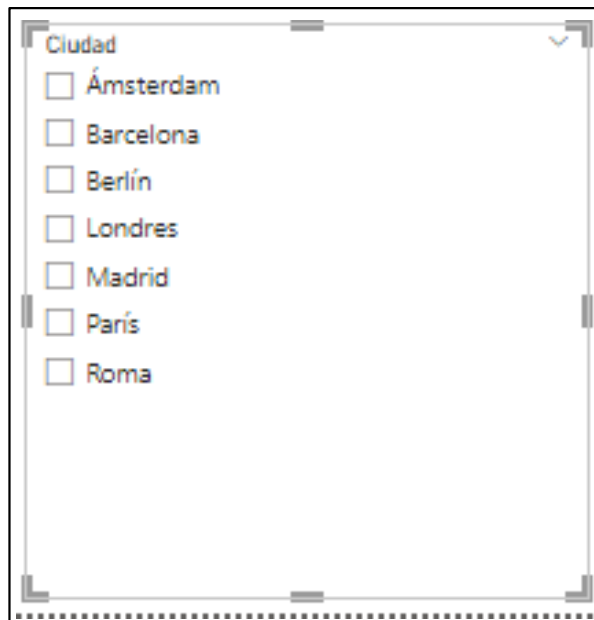 Ciudad
Ámsterdam
Barcelona
Berlín
Londres
Madrid
París
Roma